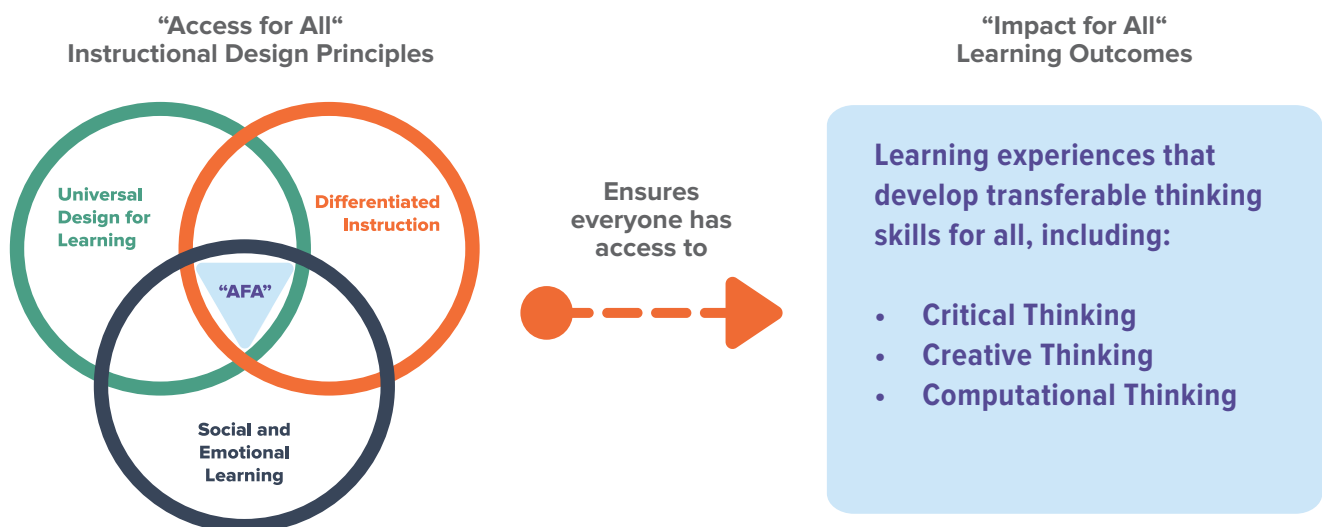 “Access for All“
Instructional Design Principles
Universal
Design for
Learning
Differentiated
Instruction
“AFA”
Social and
Emotional
Learning
Ensures
everyone has
access to
“Impact for All“
Learning Outcomes
Learning experiences that
develop transferable thinking
skills for all, including:
• Critical Thinking
• Creative Thinking
• Computational Thinking